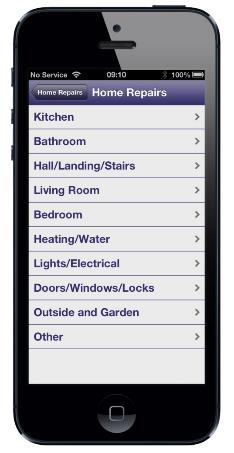 No Service 09:10 100%
Home Repairs Home Repairs
Kitchen
Bathroom
Hall/Landing/Stairs
Living Room
Bedroom
Heating/Water
Lights/Electrical
Doors/Windows/Locks
Outside and Garden
Other